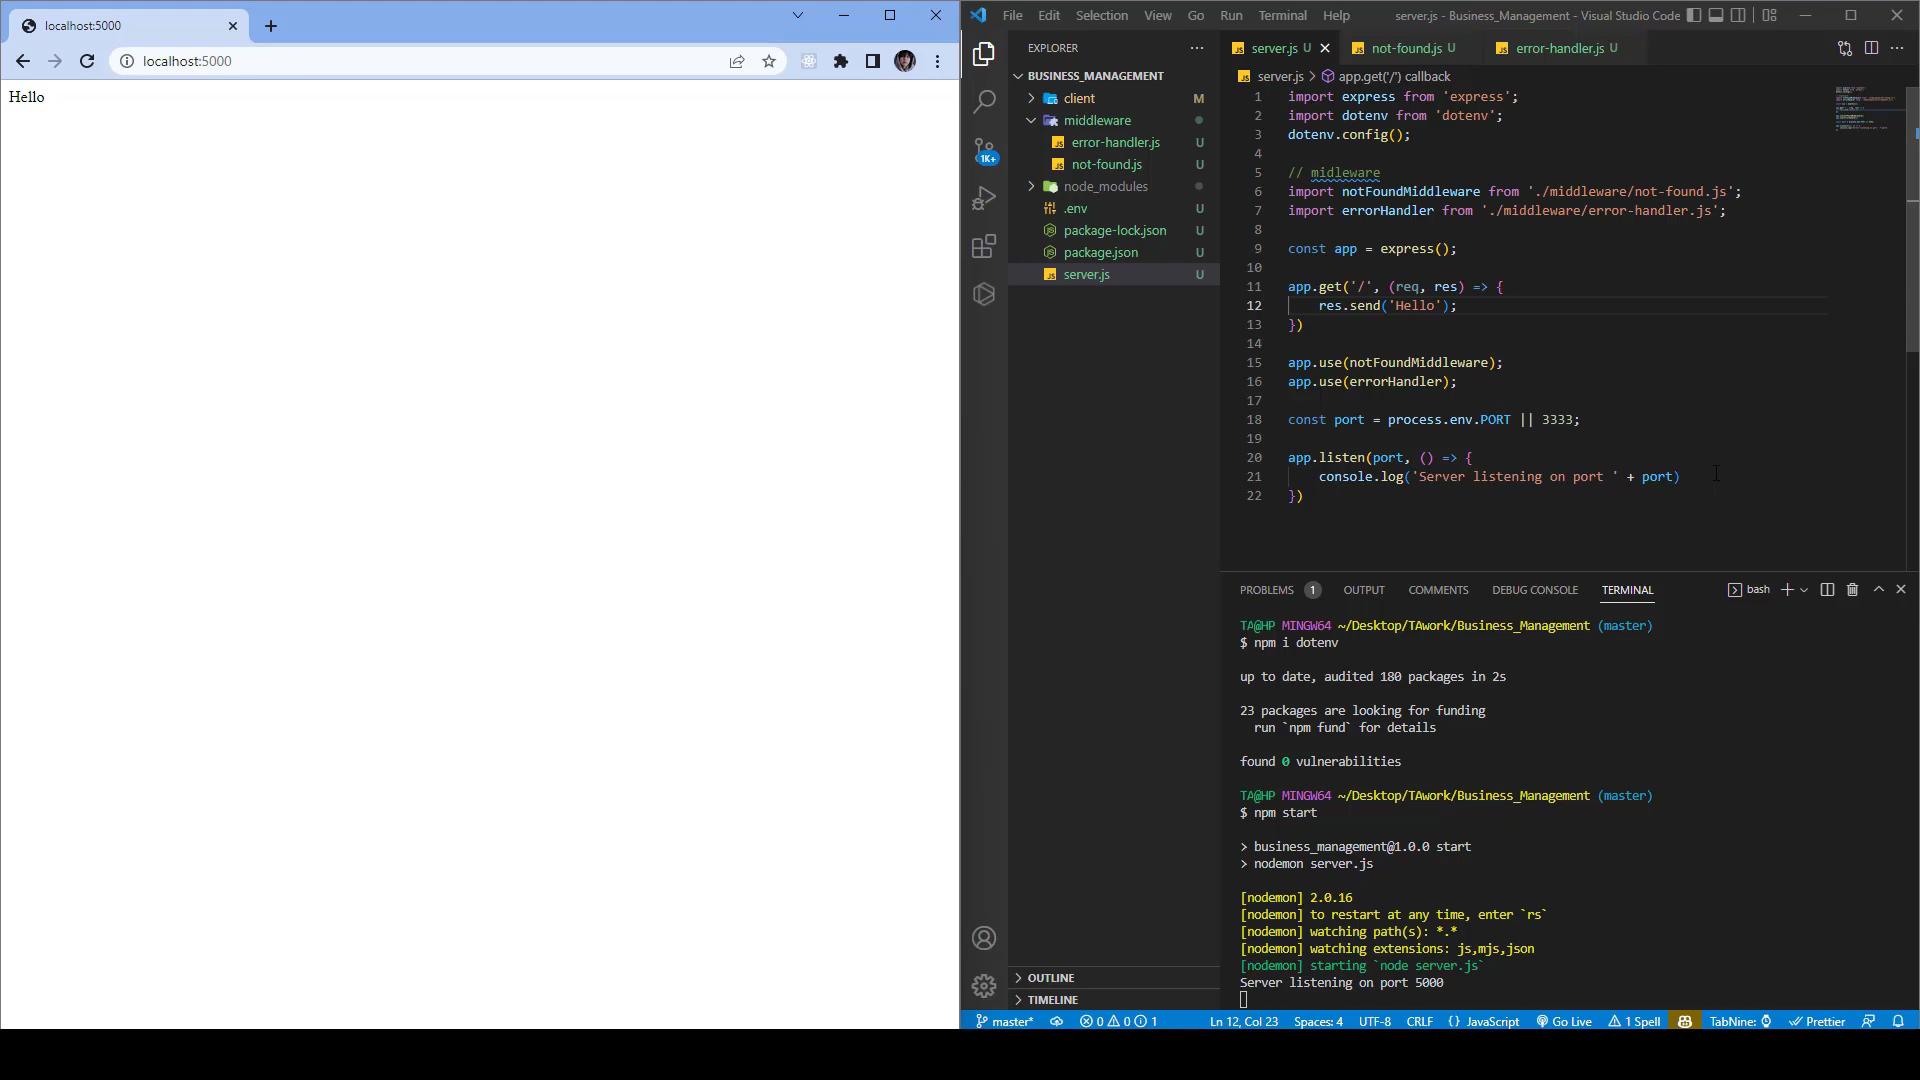 localhost:5000
localhost:5000
Hello
File Edit Selection View Go Run Terminal Help
server.js - Business_Management - Visual Studio Code
EXPLORER
BUSINESS_MANAGEMENT
client M
middleware
error-handler.js U
not-found.js U
node_modules
.env U
package-lock.json U
package.json U
server.js U
1K+
OUTLINE
TIMELINE
server.js U not-found.js U error-handler.js U
server.js > app.get('/') callback
1 import express from 'express';
2 import dotenv from 'dotenv';
3 dotenv.config();
4
5 // midleware
6 import notFoundMiddleware from './middleware/not-found.js';
7 import errorHandler from './middleware/error-handler.js';
8
9 const app = express();
10
11 app.get('/', (req, res) => {
12 res.send('Hello');
13 })
14
15 app.use(notFoundMiddleware);
16 app.use(errorHandler);
17
18 const port = process.env.PORT || 3333;
19
20 app.listen(port, () => {
21 console.log('Server listening on port ' + port)
22 })
PROBLEMS 1 OUTPUT COMMENTS DEBUG CONSOLE TERMINAL bash
TA@HP MINGW64 ~/Desktop/TAwork/Business_Management (master)
$ npm i dotenv
up to date, audited 180 packages in 2s
23 packages are looking for funding
run `npm fund` for details
found 0 vulnerabilities
TA@HP MINGW64 ~/Desktop/TAwork/Business_Management (master)
$ npm start
> business_management@1.0.0 start
> nodemon server.js
[nodemon] 2.0.16
[nodemon] to restart at any time, enter `rs`
[nodemon] watching path(s): *.*
[nodemon] watching extensions: js,mjs,json
[nodemon] starting `node server.js`
Server listening on port 5000
master* 0 0 1 Ln 12, Col 23 Spaces: 4 UTF-8 CRLF {} JavaScript Go Live 1 Spell TabNine: Prettier